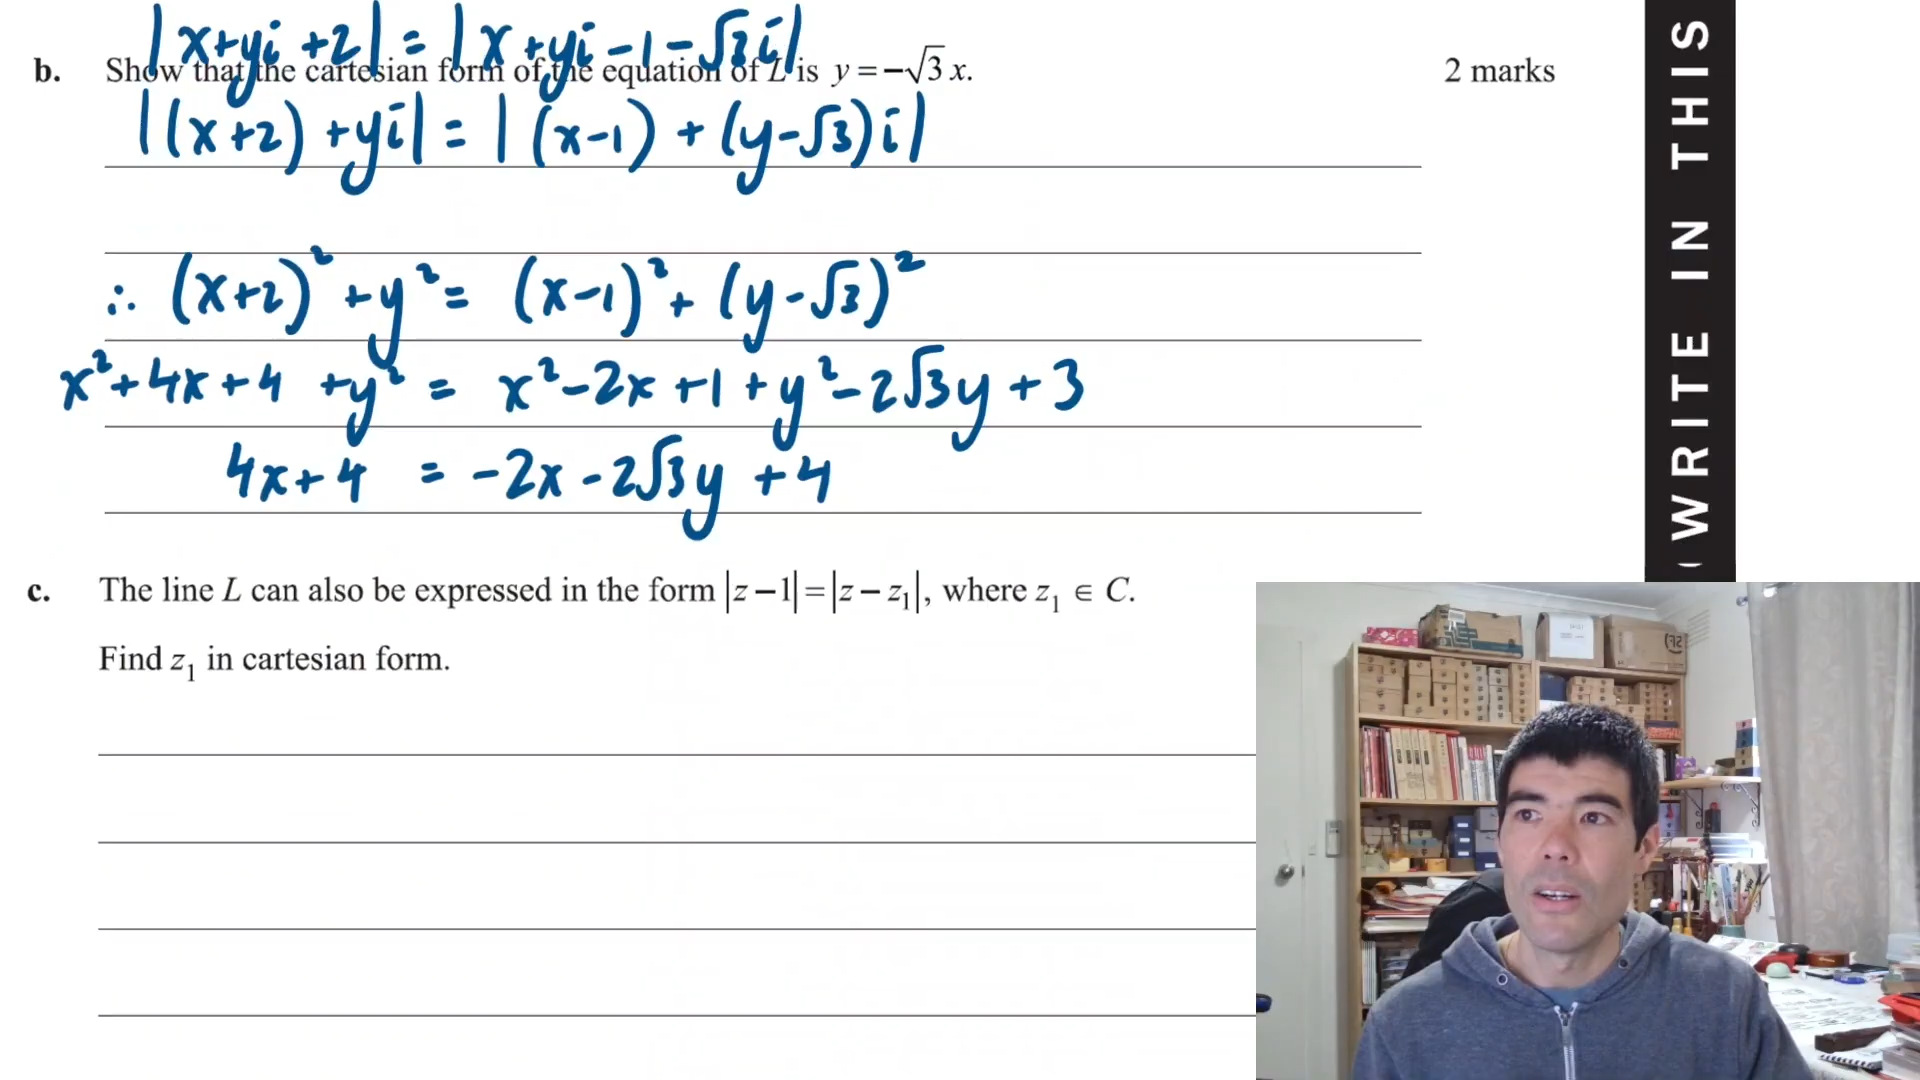 |x+yi+2| = |x+yi-1-√3i|
b. Show that the cartesian form of the equation of L is y = -√3 x. 2 marks
|(x+2)+yi| = |(x-1)+(y-√3)i|
∴ (x+2)²+y² = (x-1)²+(y-√3)²
x²+4x+4+y² = x²-2x+1+y²-2√3y+3
4x+4 = -2x-2√3y+4
c. The line L can also be expressed in the form |z-1|=|z-z₁|, where z₁ ∈ C.
Find z₁ in cartesian form.
WRITE IN THIS